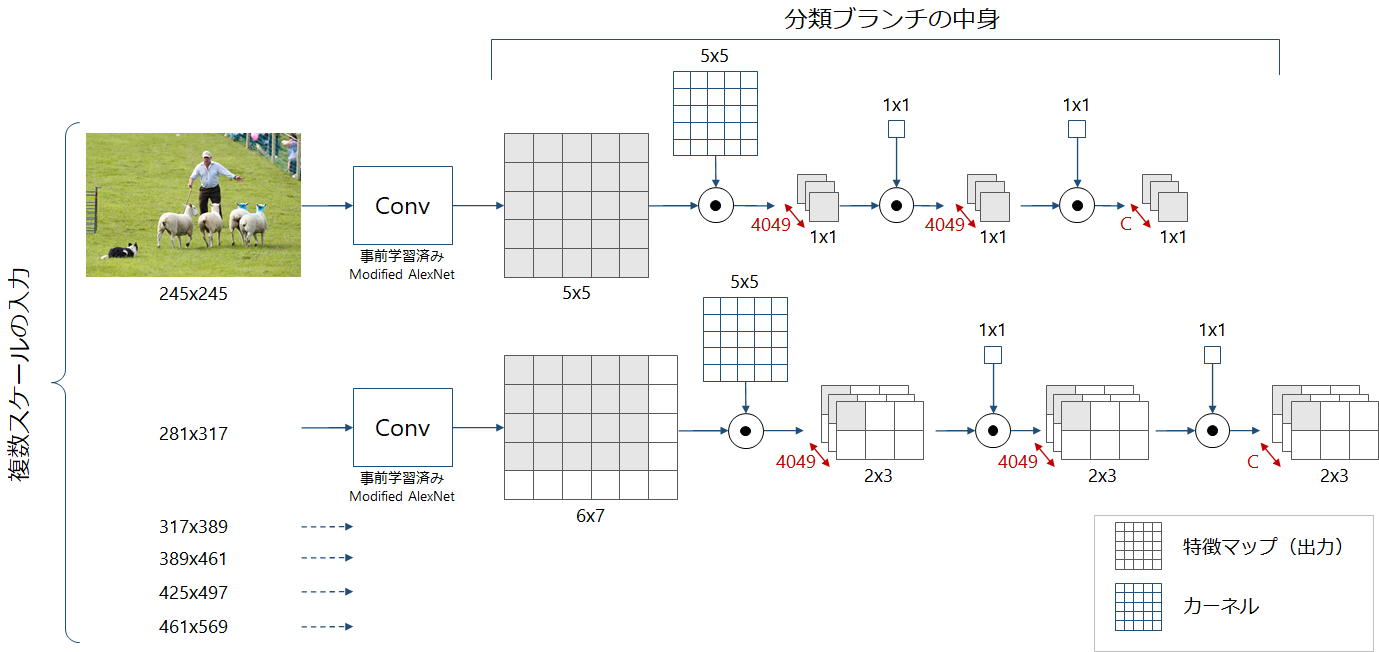 分類ブランチの中身
5x5
1x1
1x1
Conv
4049
1x1
4049
1x1
C
1x1
事前学習済み
Modified AlexNet
245x245
5x5
複数スケールの入力
5x5
1x1
1x1
281x317
Conv
4049
2x3
4049
2x3
C
2x3
事前学習済み
Modified AlexNet
6x7
317x389
389x461
425x497
461x569
特徴マップ（出力）
カーネル